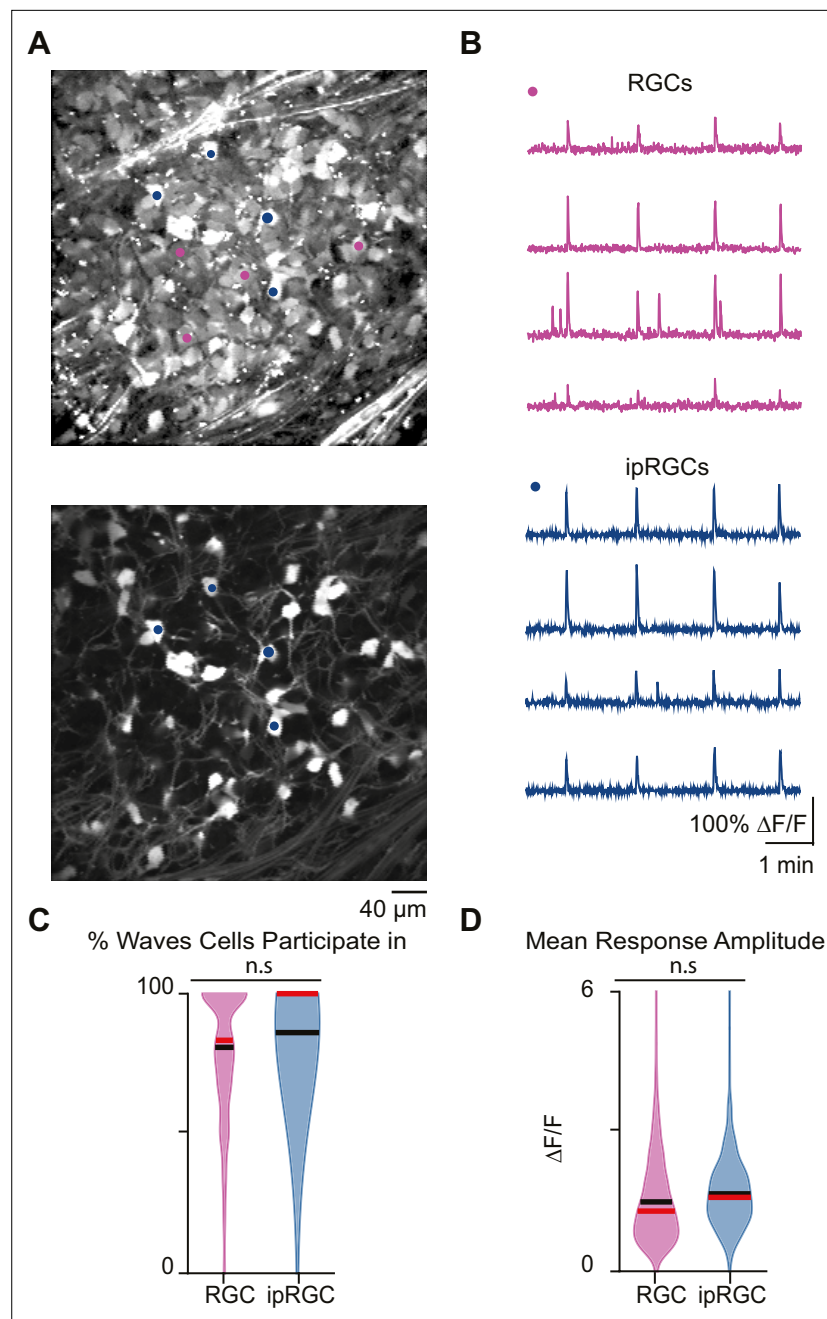 A
B
RGCs
ipRGCs
100% ΔF/F
1 min
40 µm
C
% Waves Cells Participate in
n.s
100
0
RGC ipRGC
D
Mean Response Amplitude
n.s
6
ΔF/F
0
RGC ipRGC